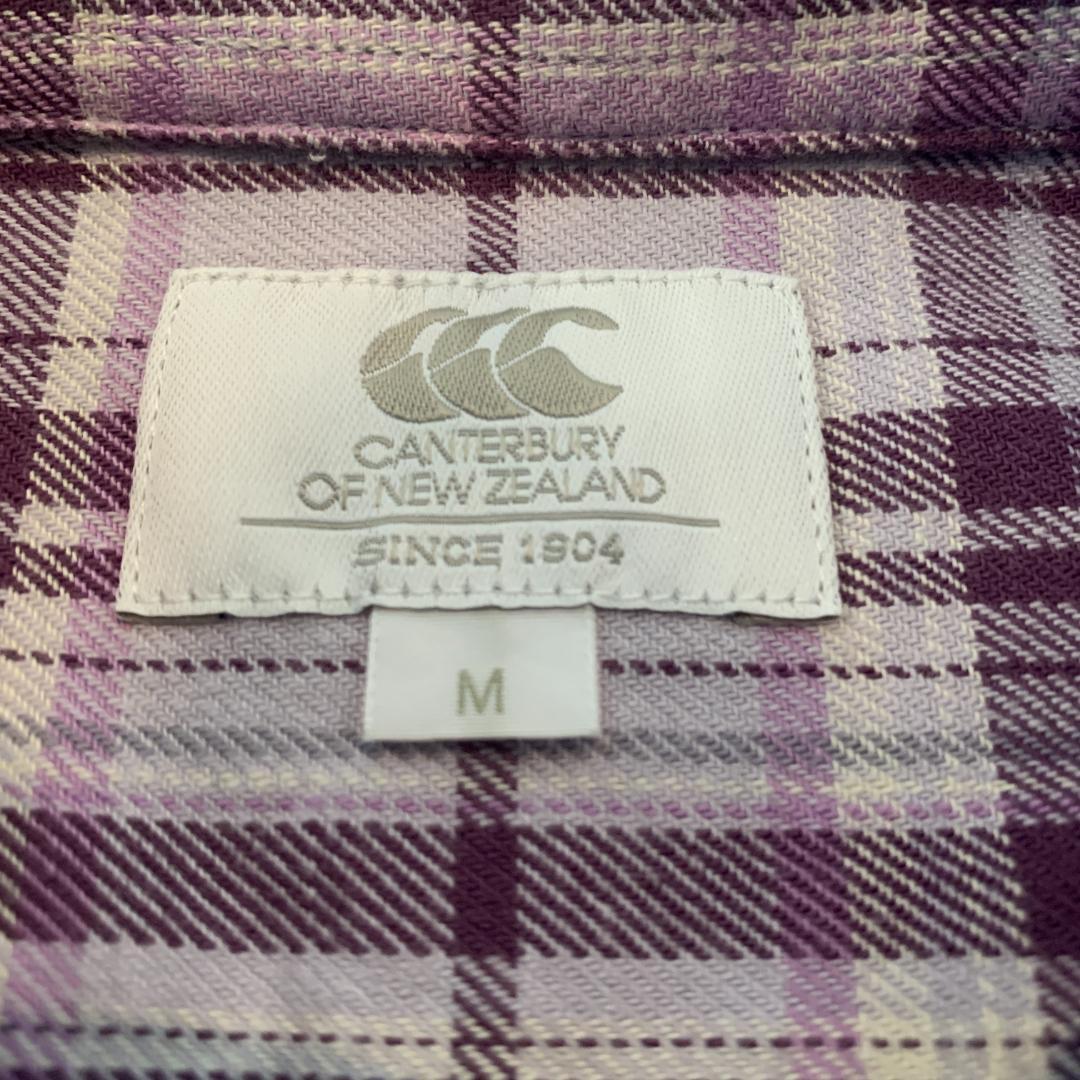 CANTERBURY
OF NEW ZEALAND
SINCE 1904
M